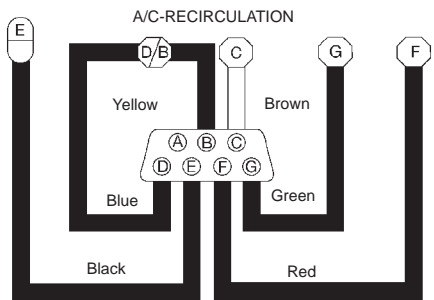 A/C-RECIRCULATION
E
D/B
C
G
F
Yellow
Brown
A B C
D E F G
Blue
Green
Black
Red